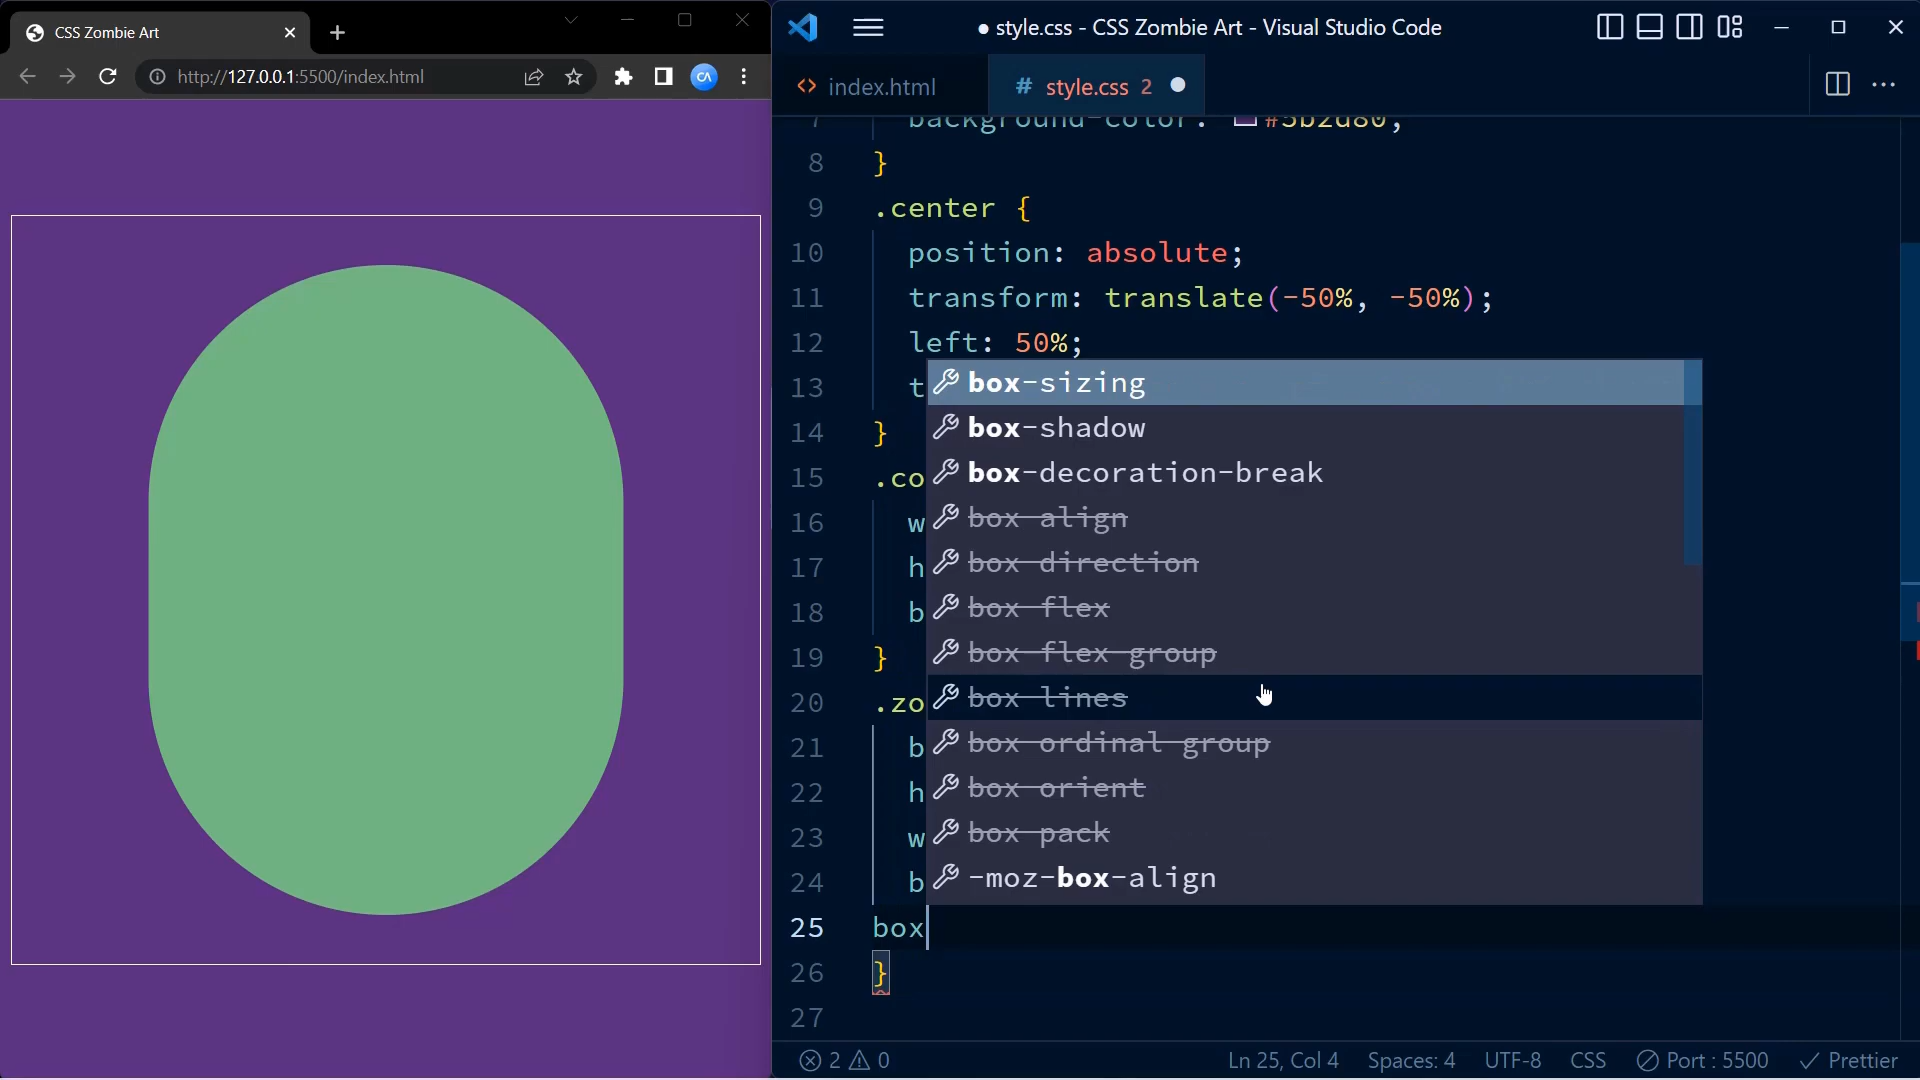 CSS Zombie Art
http://127.0.0.1:5500/index.html
CA
● style.css - CSS Zombie Art - Visual Studio Code
<> index.html
# style.css 2
7 background-color: #5b2d80;
8 }
9 .center {
10 position: absolute;
11 transform: translate(-50%, -50%);
12 left: 50%;
13 t
14 }
15 .co
16 w
17 h
18 b
19 }
20 .zo
21 b
22 h
23 w
24 b
25 box
26 }
27
box-sizing
box-shadow
box-decoration-break
box-align
box-direction
box-flex
box-flex-group
box-lines
box-ordinal-group
box-orient
box-pack
-moz-box-align
2 0 Ln 25, Col 4 Spaces: 4 UTF-8 CSS Port : 5500 Prettier